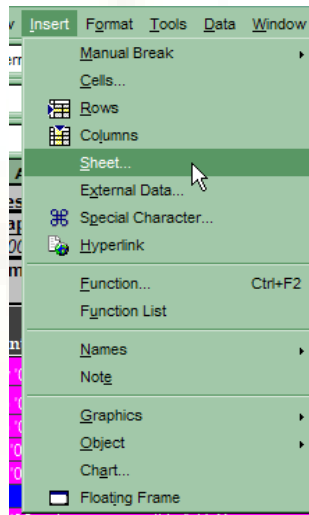 Insert Format Tools Data Window
Manual Break
Cells...
Rows
Columns
Sheet...
External Data...
Special Character...
Hyperlink
Function... Ctrl+F2
Function List
Names
Note
Graphics
Object
Chart...
Floating Frame